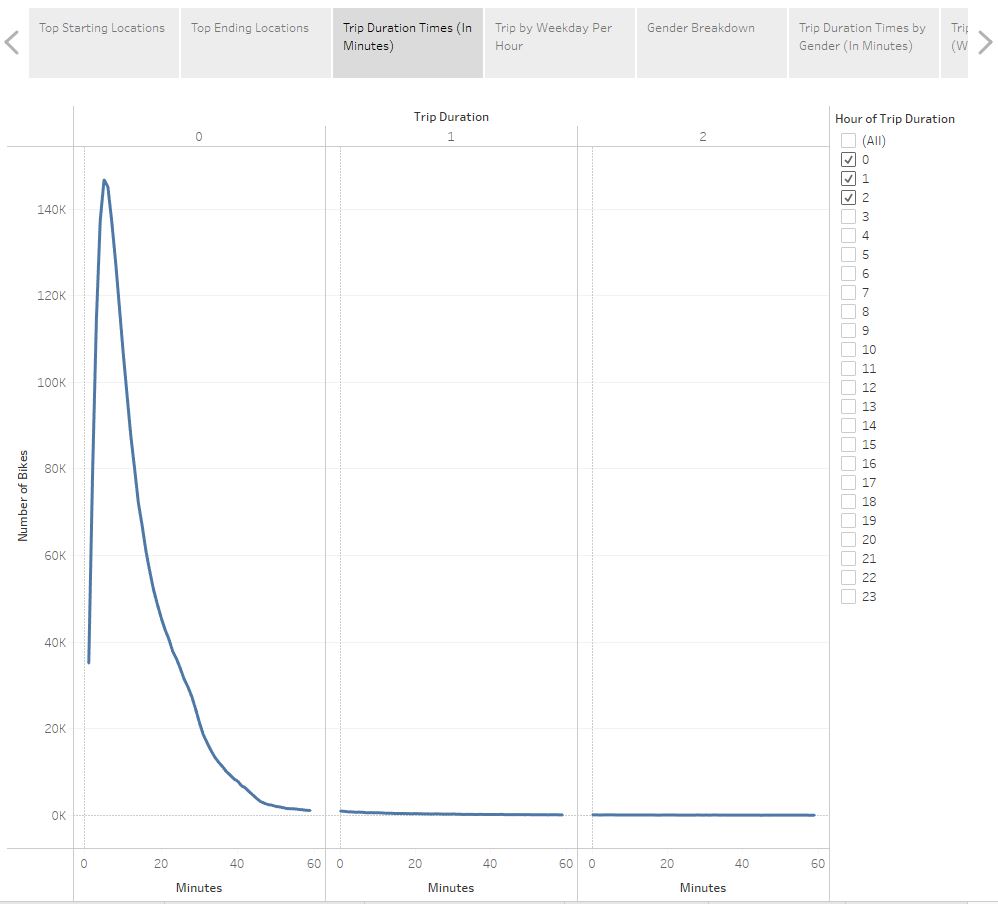 Top Starting Locations
Top Ending Locations
Trip Duration Times (In
Minutes)
Trip by Weekday Per
Hour
Gender Breakdown
Trip Duration Times by
Gender (In Minutes)
Trip
(W
Trip Duration
0
1
2
140K
120K
100K
80K
60K
40K
20K
0K
Number of Bikes
0
20
40
60
0
20
40
60
0
20
40
60
Minutes
Minutes
Minutes
Hour of Trip Duration
(All)
0
1
2
3
4
5
6
7
8
9
10
11
12
13
14
15
16
17
18
19
20
21
22
23